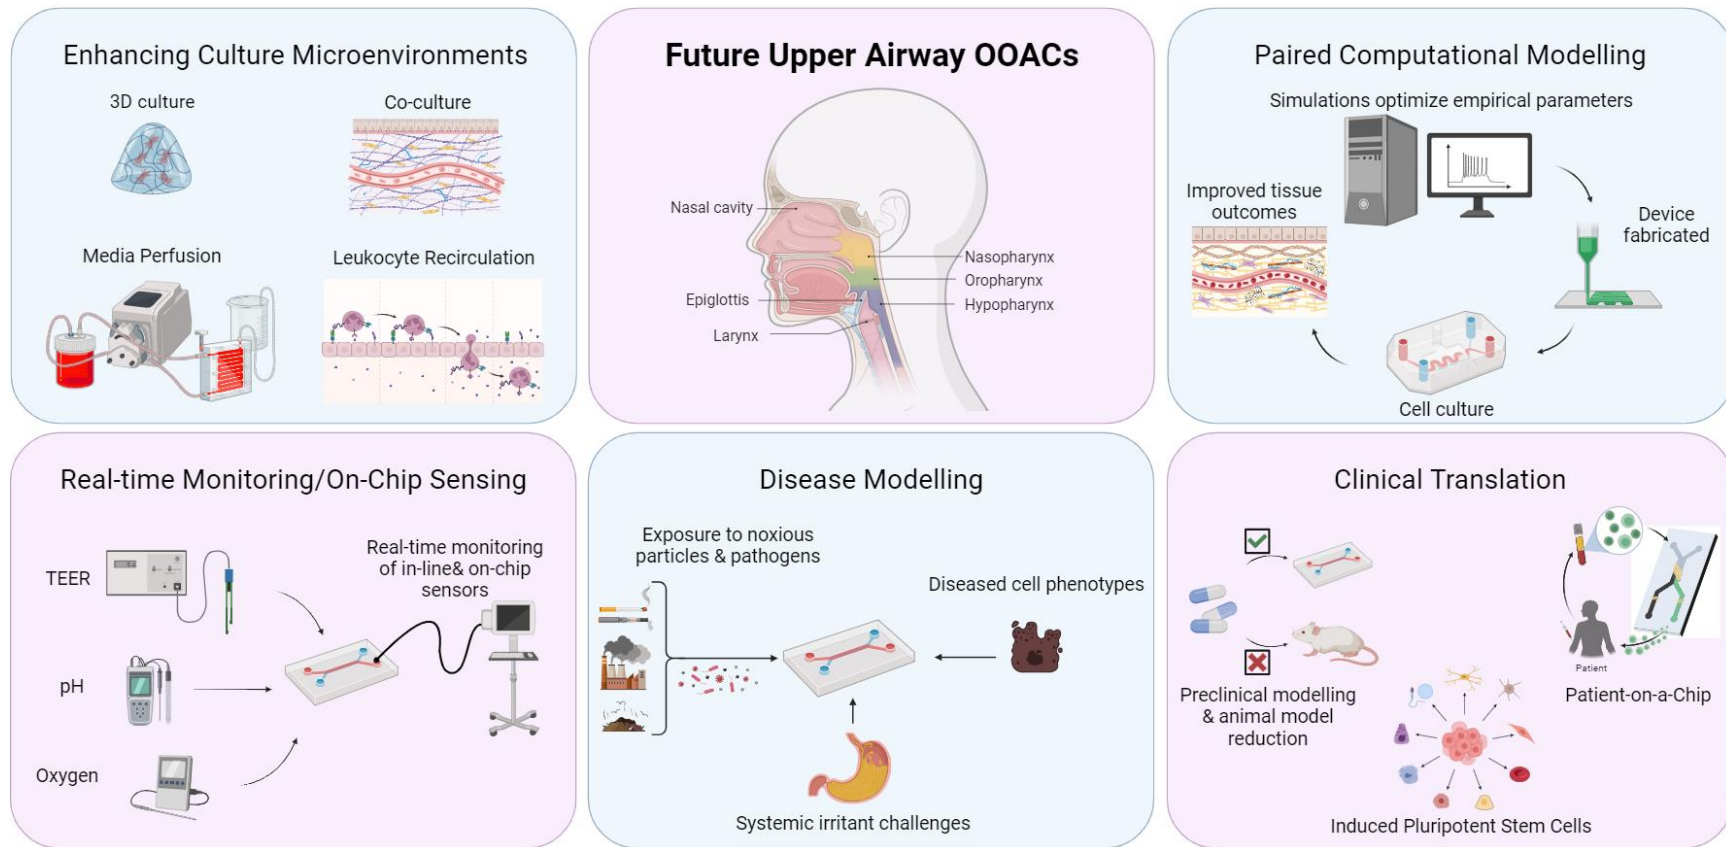 Enhancing Culture Microenvironments
3D culture
Co-culture
Media Perfusion
Leukocyte Recirculation
Future Upper Airway OOACs
Nasal cavity
Nasopharynx
Oropharynx
Epiglottis
Hypopharynx
Larynx
Paired Computational Modelling
Simulations optimize empirical parameters
Improved tissue
outcomes
Device
fabricated
Cell culture
Real-time Monitoring/On-Chip Sensing
TEER
Real-time monitoring
of in-line& on-chip
sensors
pH
Oxygen
Disease Modelling
Exposure to noxious
particles & pathogens
Diseased cell phenotypes
Systemic irritant challenges
Clinical Translation
Preclinical modelling
& animal model
reduction
Patient
Patient-on-a-Chip
Induced Pluripotent Stem Cells